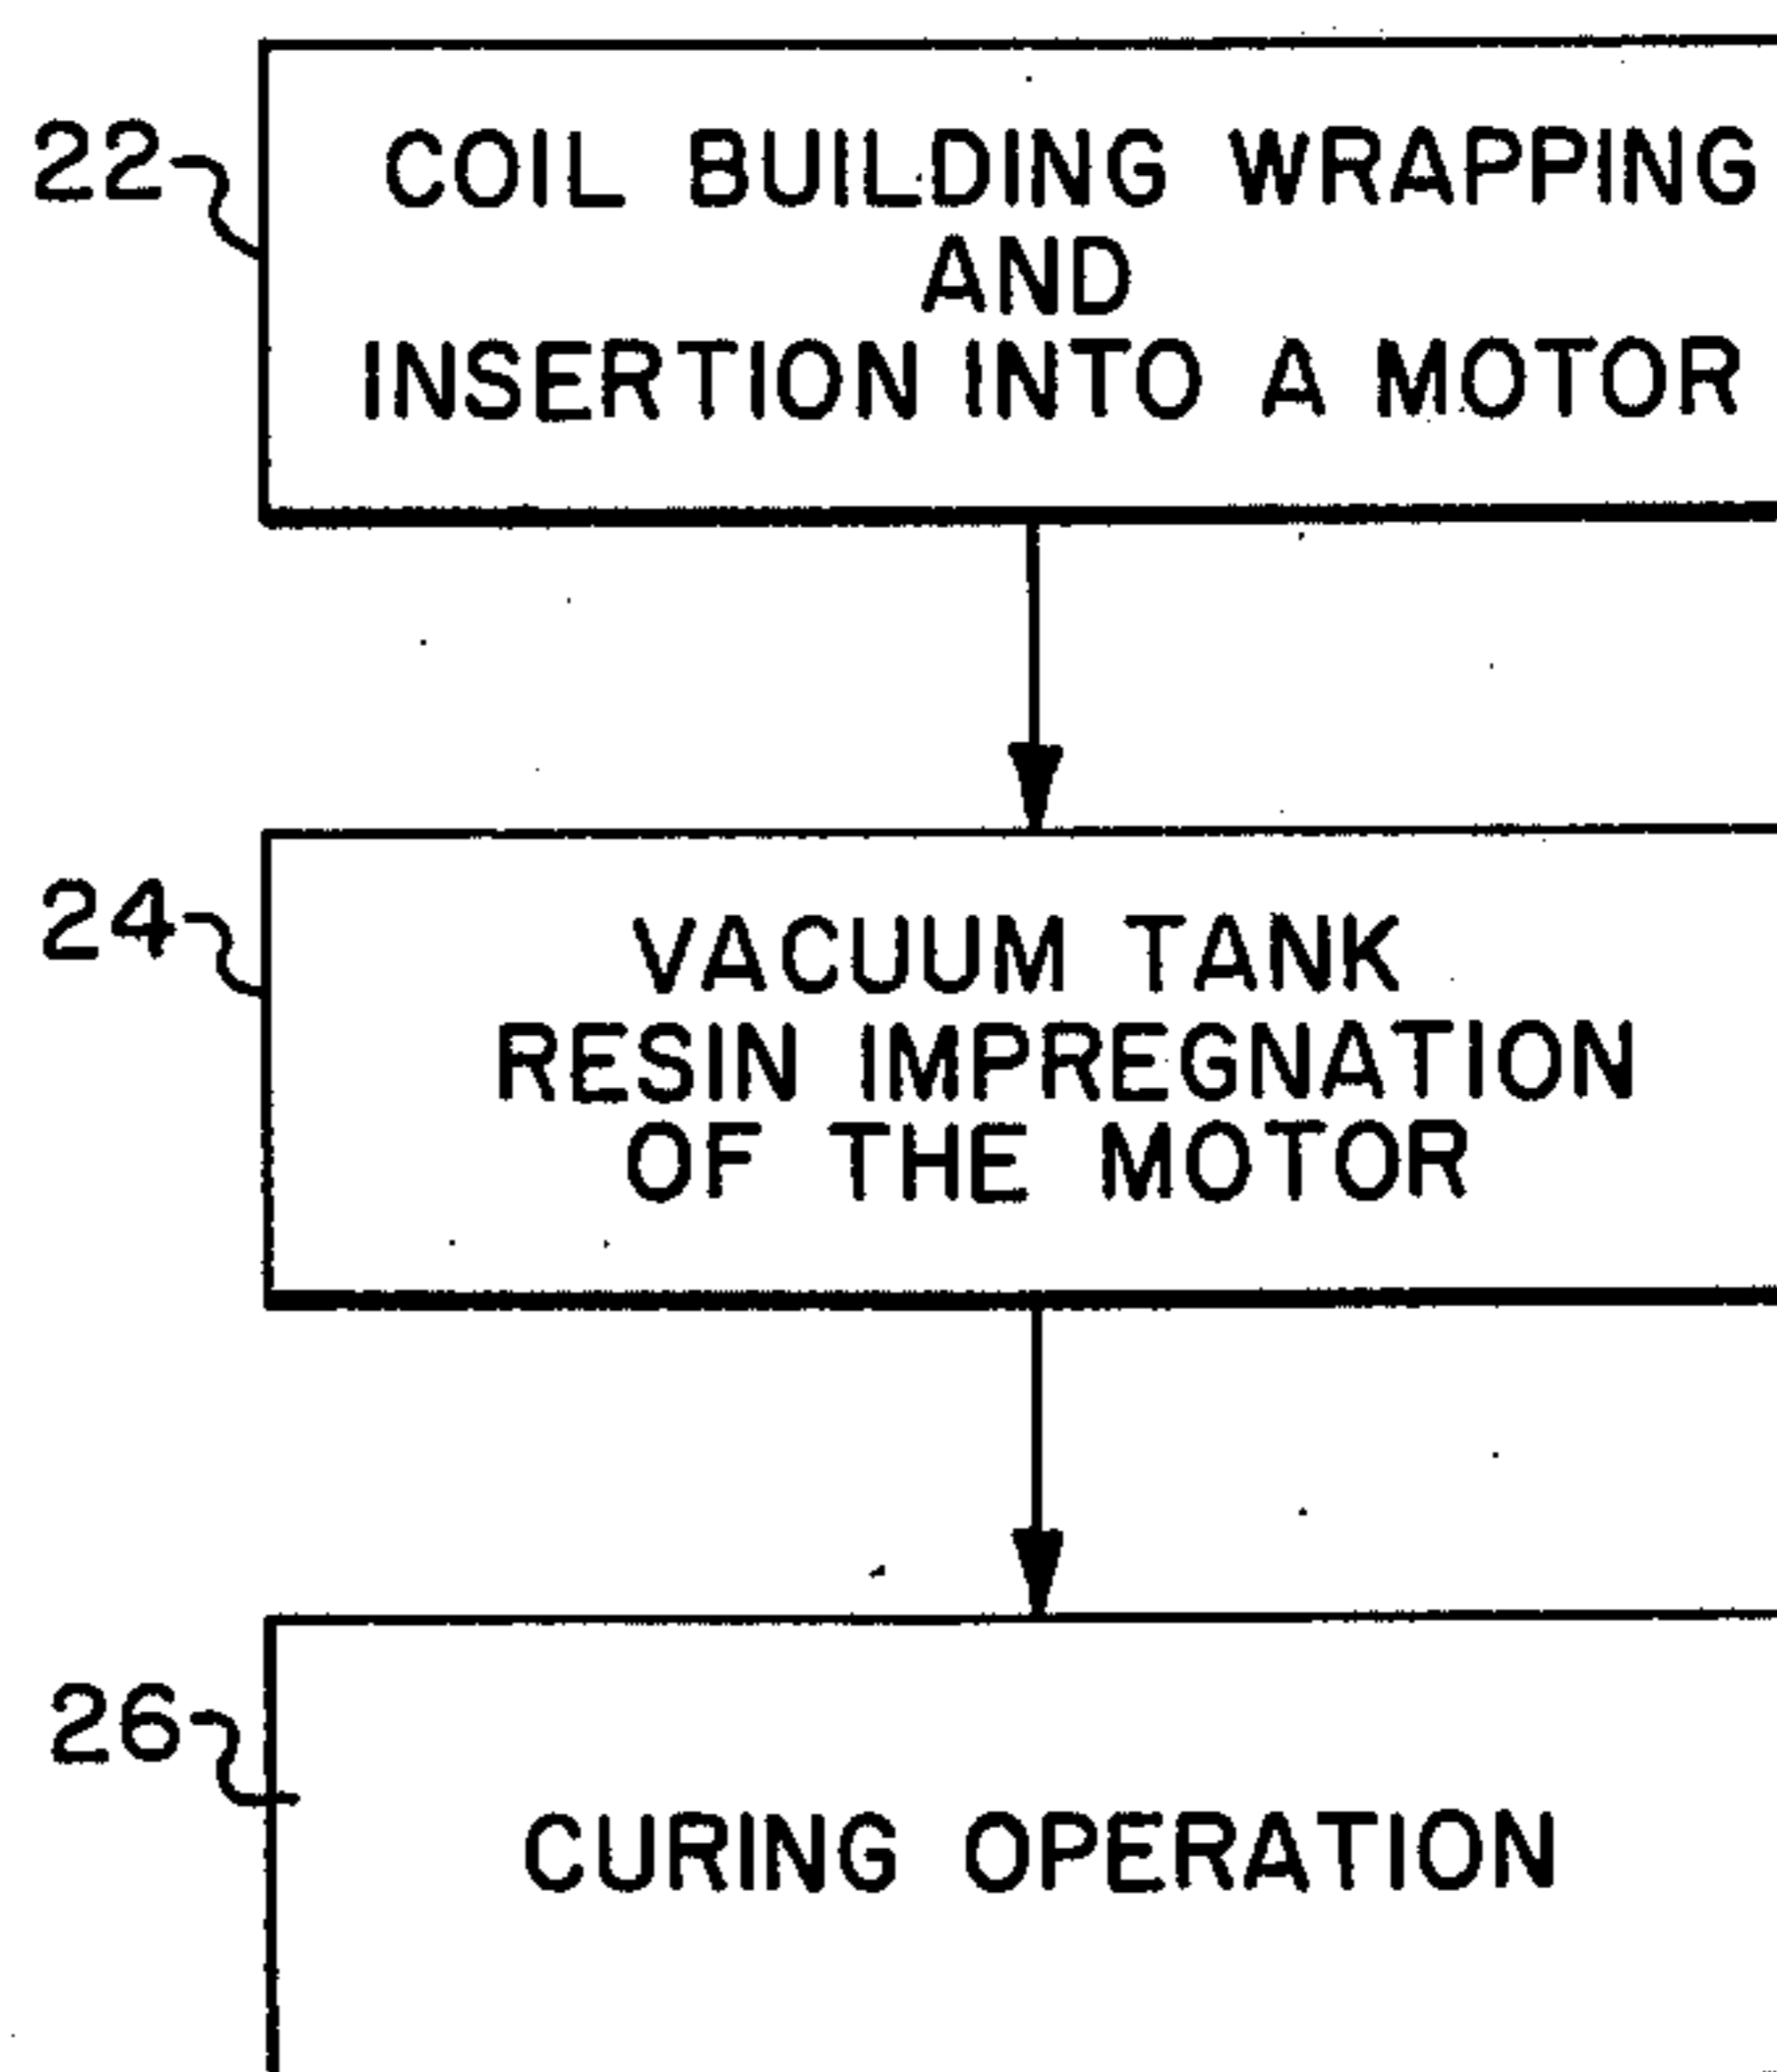 22
COIL BUILDING WRAPPING
AND
INSERTION INTO A MOTOR
24
VACUUM TANK
RESIN IMPREGNATION
OF THE MOTOR
26
CURING OPERATION